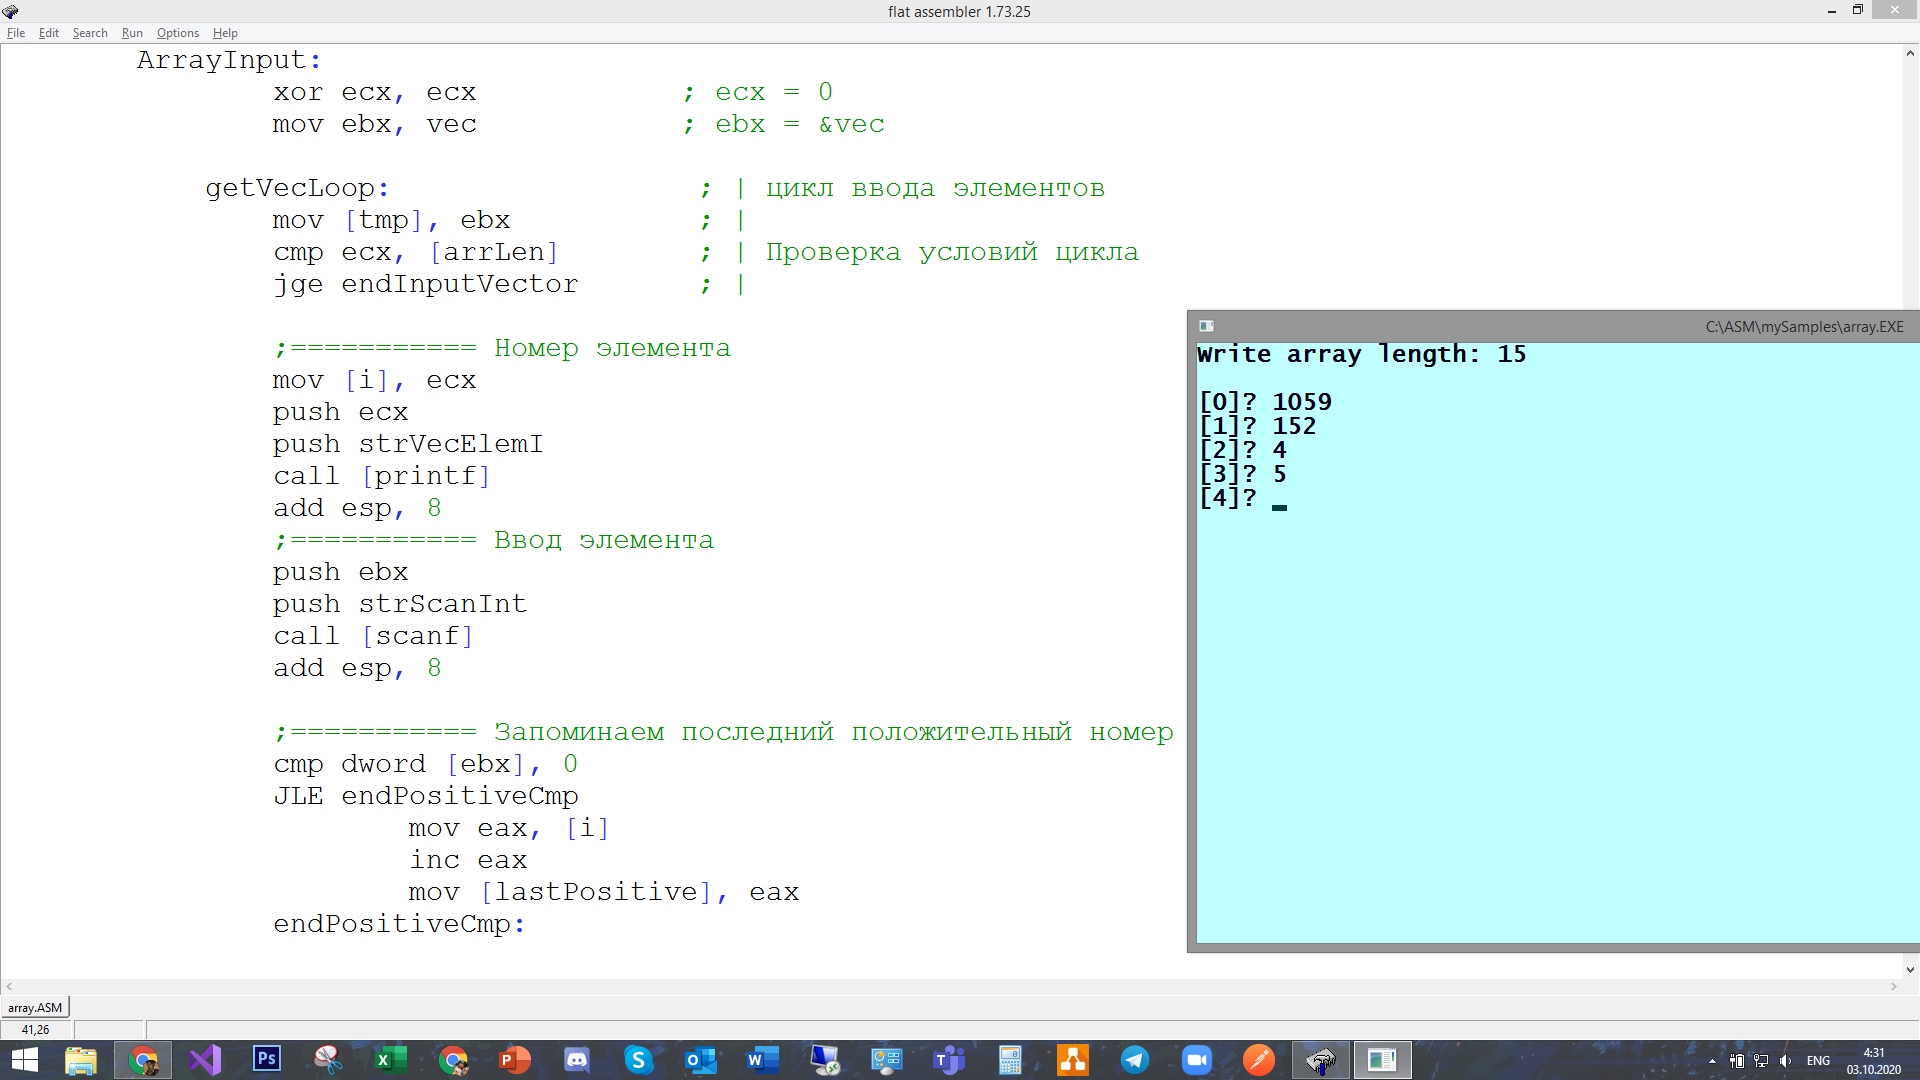 flat assembler 1.73.25
File Edit Search Run Options Help
ArrayInput:
xor ecx, ecx ; ecx = 0
mov ebx, vec ; ebx = &vec
getVecLoop: ; | цикл ввода элементов
mov [tmp], ebx ; |
cmp ecx, [arrLen] ; | Проверка условий цикла
jge endInputVector ; |
;=========== Номер элемента
mov [i], ecx
push ecx
push strVecElemI
call [printf]
add esp, 8
;=========== Ввод элемента
push ebx
push strScanInt
call [scanf]
add esp, 8
;=========== Запоминаем последний положительный номер
cmp dword [ebx], 0
JLE endPositiveCmp
mov eax, [i]
inc eax
mov [lastPositive], eax
endPositiveCmp:
C:\ASM\mySamples\array.EXE
Write array length: 15
[0]? 1059
[1]? 152
[2]? 4
[3]? 5
[4]? _
array.ASM
41,26
ENG
4:31
03.10.2020